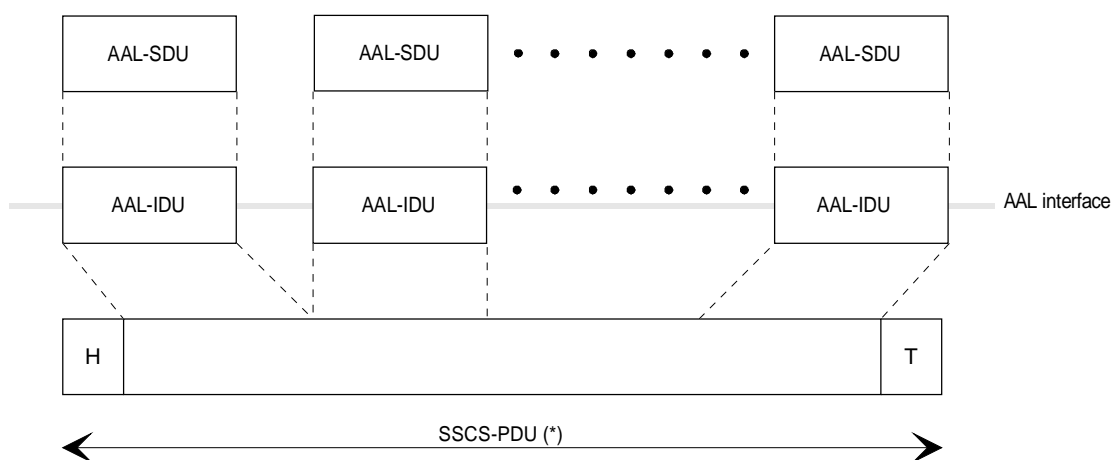 AAL-SDU AAL-SDU AAL-SDU
AAL-IDU AAL-IDU AAL-IDU AAL interface
H T
SSCS-PDU (*)